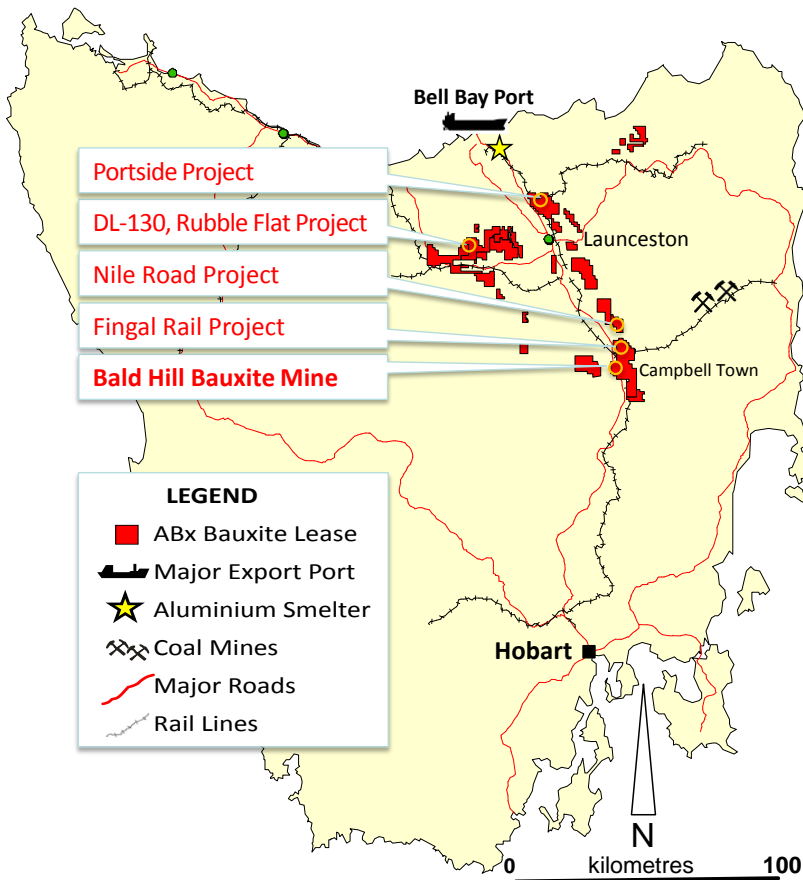 Bell Bay Port
Portside Project
DL-130, Rubble Flat Project
Launceston
Nile Road Project
Fingal Rail Project
Bald Hill Bauxite Mine
Campbell Town
LEGEND
ABx Bauxite Lease
Major Export Port
Aluminium Smelter
Coal Mines
Major Roads
Rail Lines
Hobart
N
0 kilometres 100